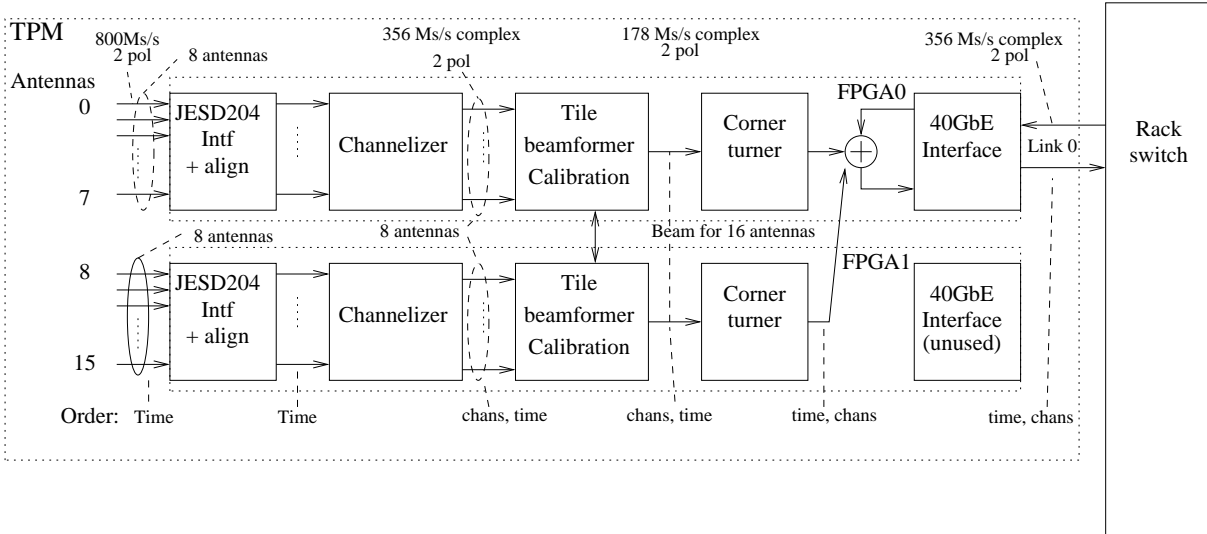 TPM
800Ms/s
2 pol
8 antennas
356 Ms/s complex
2 pol
178 Ms/s complex
2 pol
356 Ms/s complex
2 pol
Antennas
0
7
JESD204
Intf
+ align
Channelizer
Tile
beamformer
Calibration
Corner
turner
FPGA0
+
40GbE
Interface
Link 0
Rack
switch
8 antennas
8 antennas
Beam for 16 antennas
8
15
JESD204
Intf
+ align
Channelizer
Tile
beamformer
Calibration
Corner
turner
FPGA1
40GbE
Interface
(unused)
Order:
Time
Time
chans, time
chans, time
time, chans
time, chans